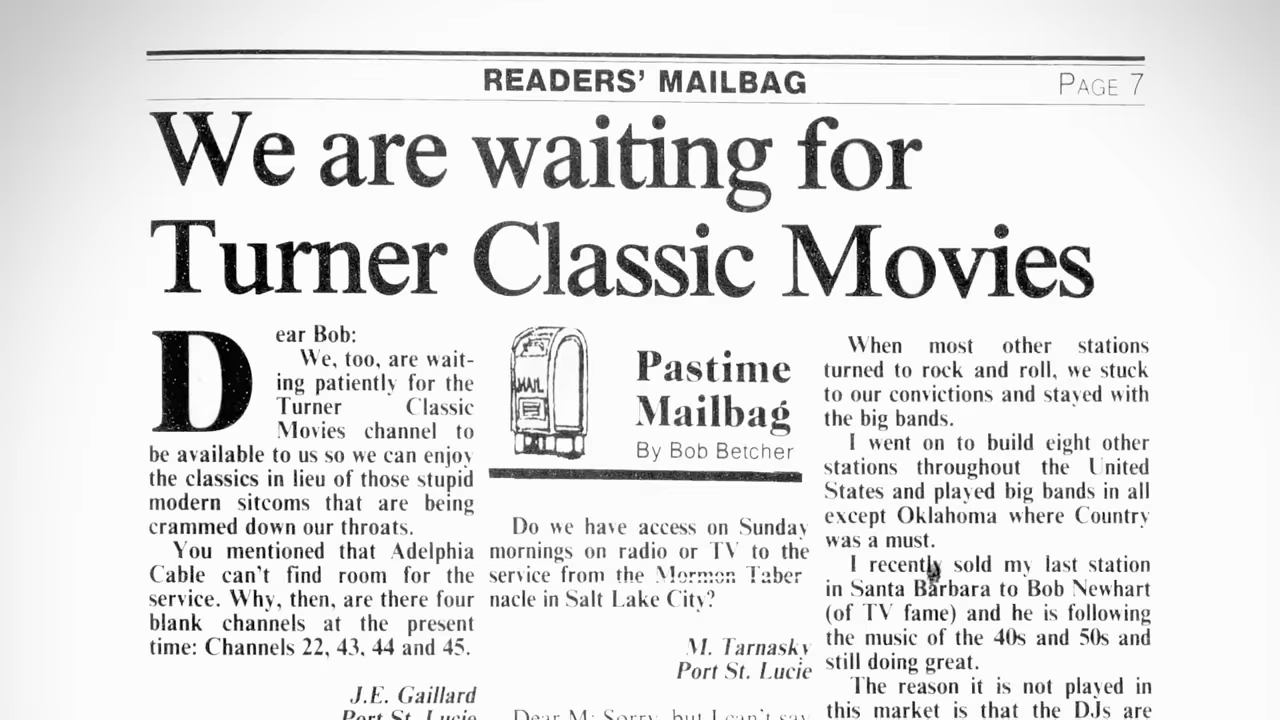 READERS' MAILBAG
PAGE 7
We are waiting for
Turner Classic Movies
Dear Bob:
We, too, are wait-
ing patiently for the
Turner Classic
Movies channel to
be available to us so we can enjoy
the classics in lieu of those stupid
modern sitcoms that are being
crammed down our throats.
You mentioned that Adelphia
Cable can't find room for the
service. Why, then, are there four
blank channels at the present
time: Channels 22, 43, 44 and 45.
J.E. Gaillard
Port St. Lucie
MAIL
Pastime
Mailbag
By Bob Betcher
Do we have access on Sunday
mornings on radio or TV to the
service from the Mormon Taber
nacle in Salt Lake City?
M. Tarnasky
Port St. Lucie
Dear M: Sorry, but I can't say
When most other stations
turned to rock and roll, we stuck
to our convictions and stayed with
the big bands.
I went on to build eight other
stations throughout the United
States and played big bands in all
except Oklahoma where Country
was a must.
I recently sold my last station
in Santa Barbara to Bob Newhart
(of TV fame) and he is following
the music of the 40s and 50s and
still doing great.
The reason it is not played in
this market is that the DJs are